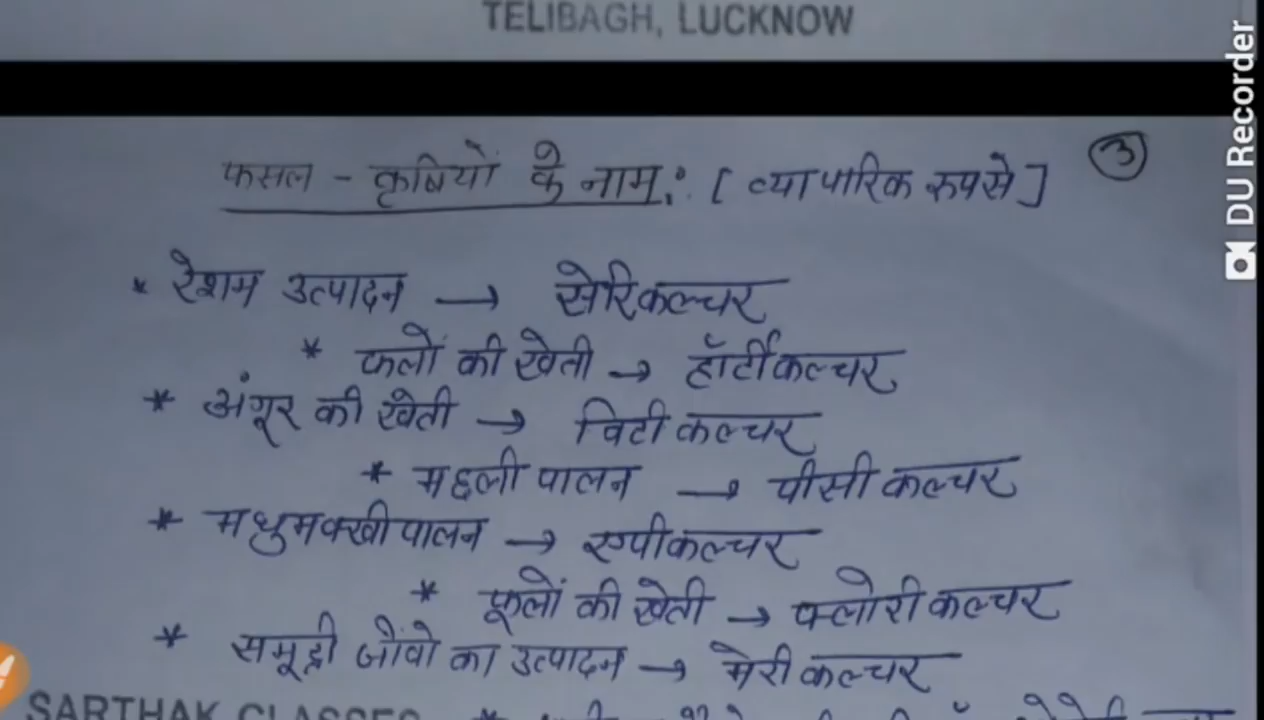 TELIBAGH, LUCKNOW
DU Recorder
फसल - कृषियों के नाम: [ व्यापारिक रुपसे ]
3
* रेशम उत्पादन → सेरिकल्चर
* फलों की खेती → हॉर्टीकल्चर
* अंगूर की खेती → विटी कल्चर
* मछली पालन → पीसी कल्चर
* मधुमक्खी पालन → एपीकल्चर
* फूलों की खेती → फ्लोरी कल्चर
* समूद्री जीवो का उत्पादन → मेरी कल्चर
SARTHAK CLASSES